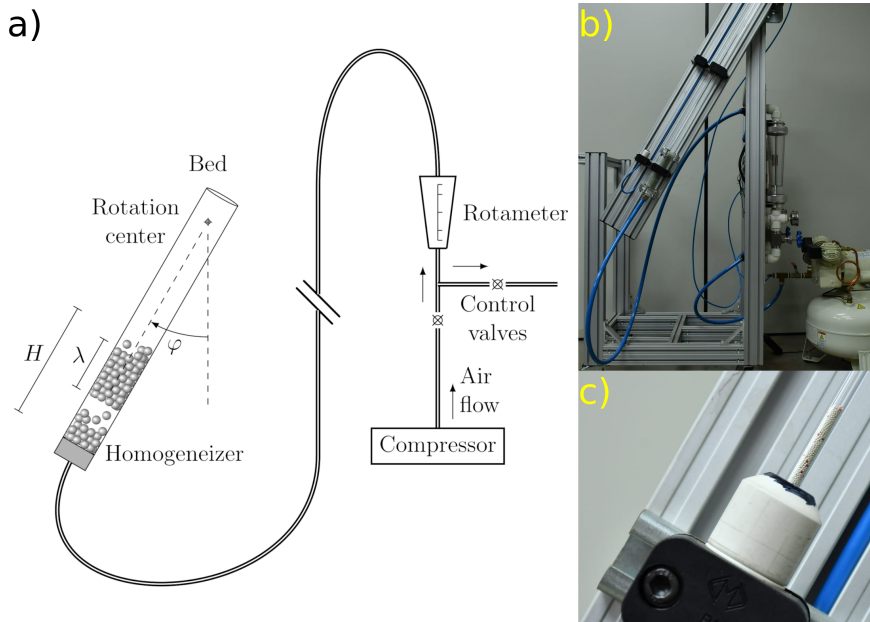 a)
Bed
Rotation
center
H
λ
φ
Homogeneizer
Rotameter
Control
valves
Air
flow
Compressor
b)
c)